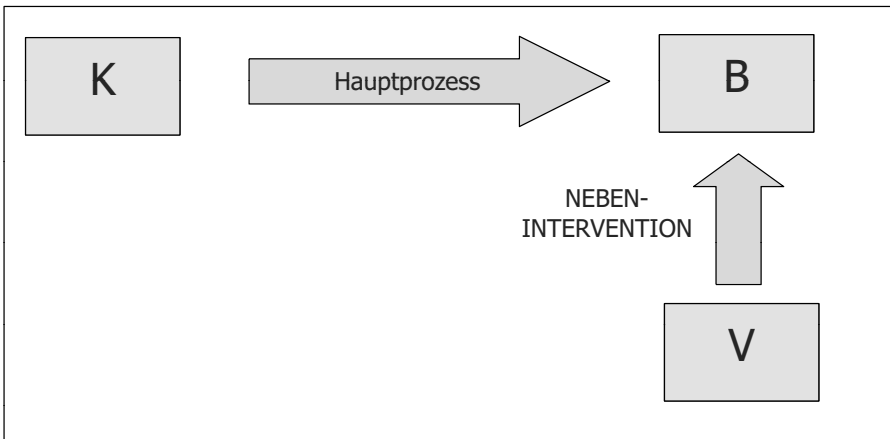 K
Hauptprozess
B
NEBEN-
INTERVENTION
V